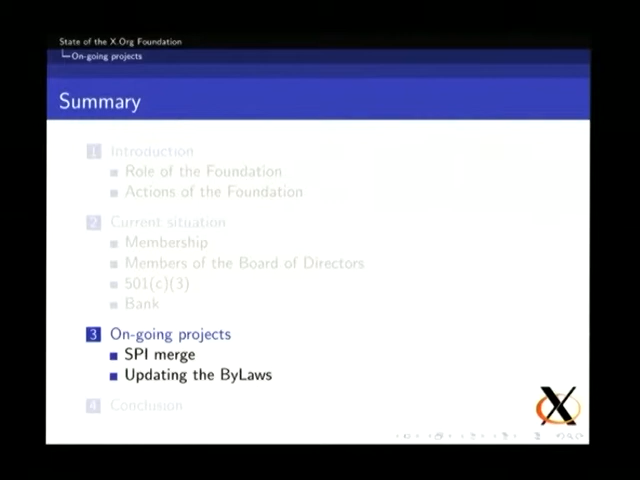 State of the X.Org Foundation
On-going projects
Summary
1 Introduction
Role of the Foundation
Actions of the Foundation
2 Current situation
Membership
Members of the Board of Directors
501(c)(3)
Bank
3 On-going projects
SPI merge
Updating the ByLaws
4 Conclusion
X